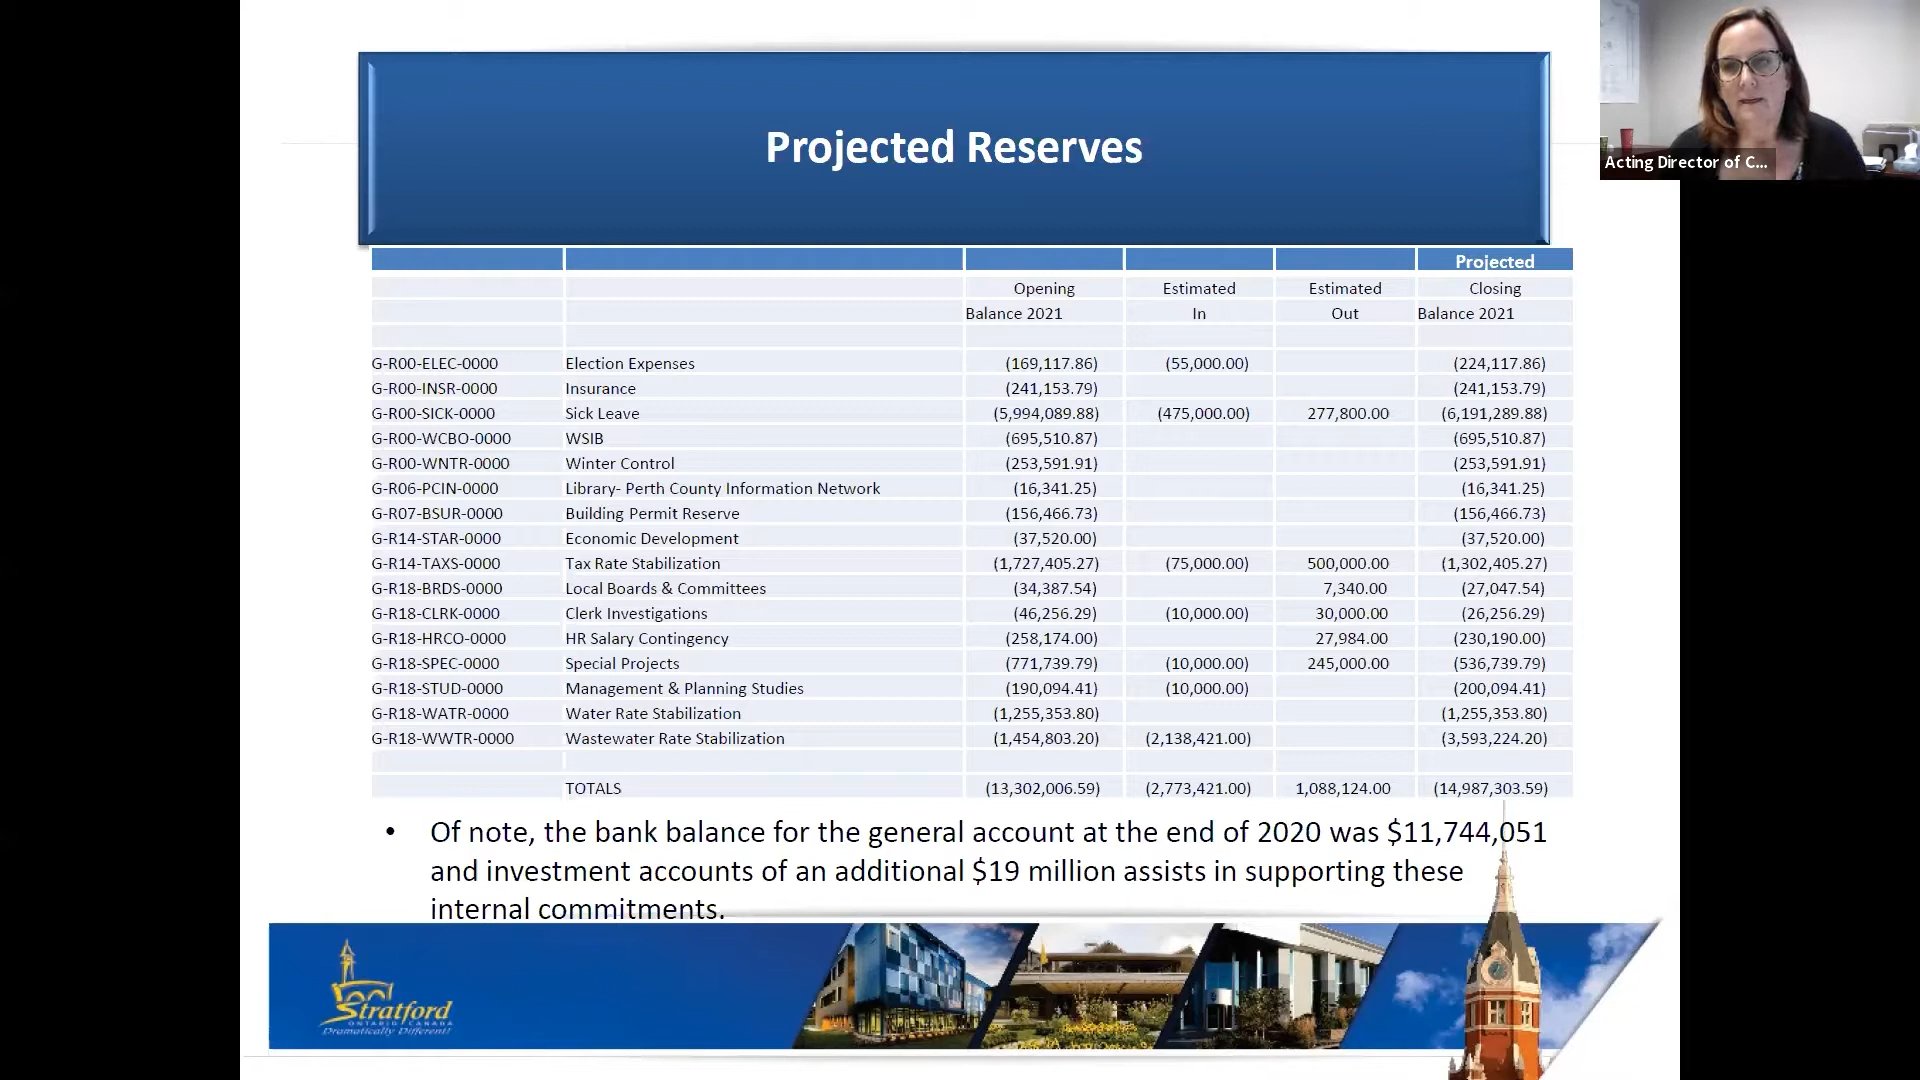 Projected Reserves
Acting Director of C...
Projected
Opening Estimated Estimated Closing
Balance 2021 In Out Balance 2021
G-R00-ELEC-0000 Election Expenses (169,117.86) (55,000.00) (224,117.86)
G-R00-INSR-0000 Insurance (241,153.79) (241,153.79)
G-R00-SICK-0000 Sick Leave (5,994,089.88) (475,000.00) 277,800.00 (6,191,289.88)
G-R00-WCBO-0000 WSIB (695,510.87) (695,510.87)
G-R00-WNTR-0000 Winter Control (253,591.91) (253,591.91)
G-R06-PCIN-0000 Library- Perth County Information Network (16,341.25) (16,341.25)
G-R07-BSUR-0000 Building Permit Reserve (156,466.73) (156,466.73)
G-R14-STAR-0000 Economic Development (37,520.00) (37,520.00)
G-R14-TAXS-0000 Tax Rate Stabilization (1,727,405.27) (75,000.00) 500,000.00 (1,302,405.27)
G-R18-BRDS-0000 Local Boards & Committees (34,387.54) 7,340.00 (27,047.54)
G-R18-CLRK-0000 Clerk Investigations (46,256.29) (10,000.00) 30,000.00 (26,256.29)
G-R18-HRCO-0000 HR Salary Contingency (258,174.00) 27,984.00 (230,190.00)
G-R18-SPEC-0000 Special Projects (771,739.79) (10,000.00) 245,000.00 (536,739.79)
G-R18-STUD-0000 Management & Planning Studies (190,094.41) (10,000.00) (200,094.41)
G-R18-WATR-0000 Water Rate Stabilization (1,255,353.80) (1,255,353.80)
G-R18-WWTR-0000 Wastewater Rate Stabilization (1,454,803.20) (2,138,421.00) (3,593,224.20)
TOTALS (13,302,006.59) (2,773,421.00) 1,088,124.00 (14,987,303.59)
• Of note, the bank balance for the general account at the end of 2020 was $11,744,051
and investment accounts of an additional $19 million assists in supporting these
internal commitments.
Stratford
ONTARIO CANADA
Dramatically Different!